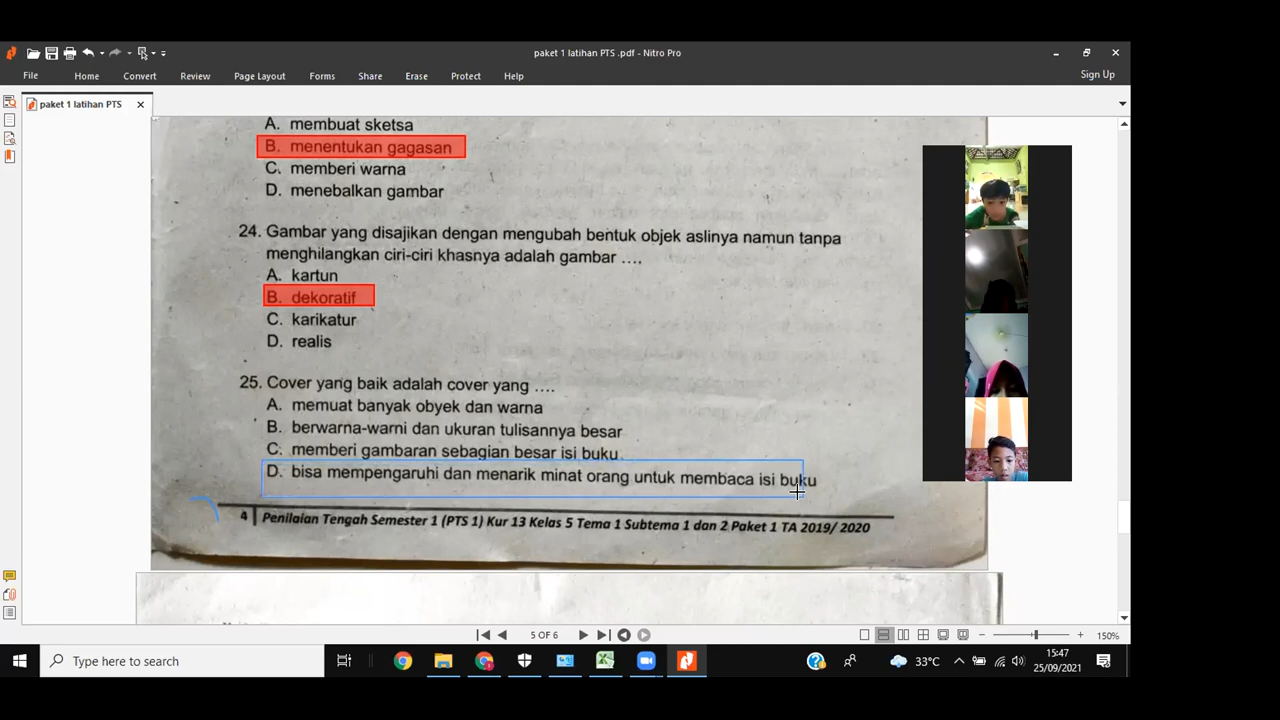 paket 1 latihan PTS .pdf - Nitro Pro
File Home Convert Review Page Layout Forms Share Erase Protect Help Sign Up
paket 1 latihan PTS
A. membuat sketsa
B. menentukan gagasan
C. memberi warna
D. menebalkan gambar
24. Gambar yang disajikan dengan mengubah bentuk objek aslinya namun tanpa
menghilangkan ciri-ciri khasnya adalah gambar ....
A. kartun
B. dekoratif
C. karikatur
D. realis
25. Cover yang baik adalah cover yang ....
A. memuat banyak obyek dan warna
B. berwarna-warni dan ukuran tulisannya besar
C. memberi gambaran sebagian besar isi buku
D. bisa mempengaruhi dan menarik minat orang untuk membaca isi buku
4 Penilaian Tengah Semester 1 (PTS 1) Kur 13 Kelas 5 Tema 1 Subtema 1 dan 2 Paket 1 TA 2019/ 2020
5 OF 6
150%
Type here to search
33°C
15:47
25/09/2021